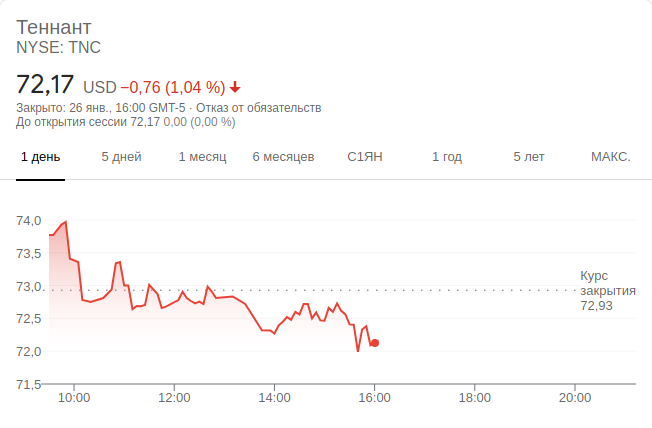 Теннант
NYSE: TNC
72,17 USD −0,76 (1,04 %)
Закрыто: 26 янв., 16:00 GMT-5 · Отказ от обязательств
До открытия сессии 72,17 0,00 (0,00 %)
1 день 5 дней 1 месяц 6 месяцев С1ЯН 1 год 5 лет МАКС.
74,0
73,5
73,0
72,5
72,0
71,5
Курс
закрытия
72,93
10:00 12:00 14:00 16:00 18:00 20:00